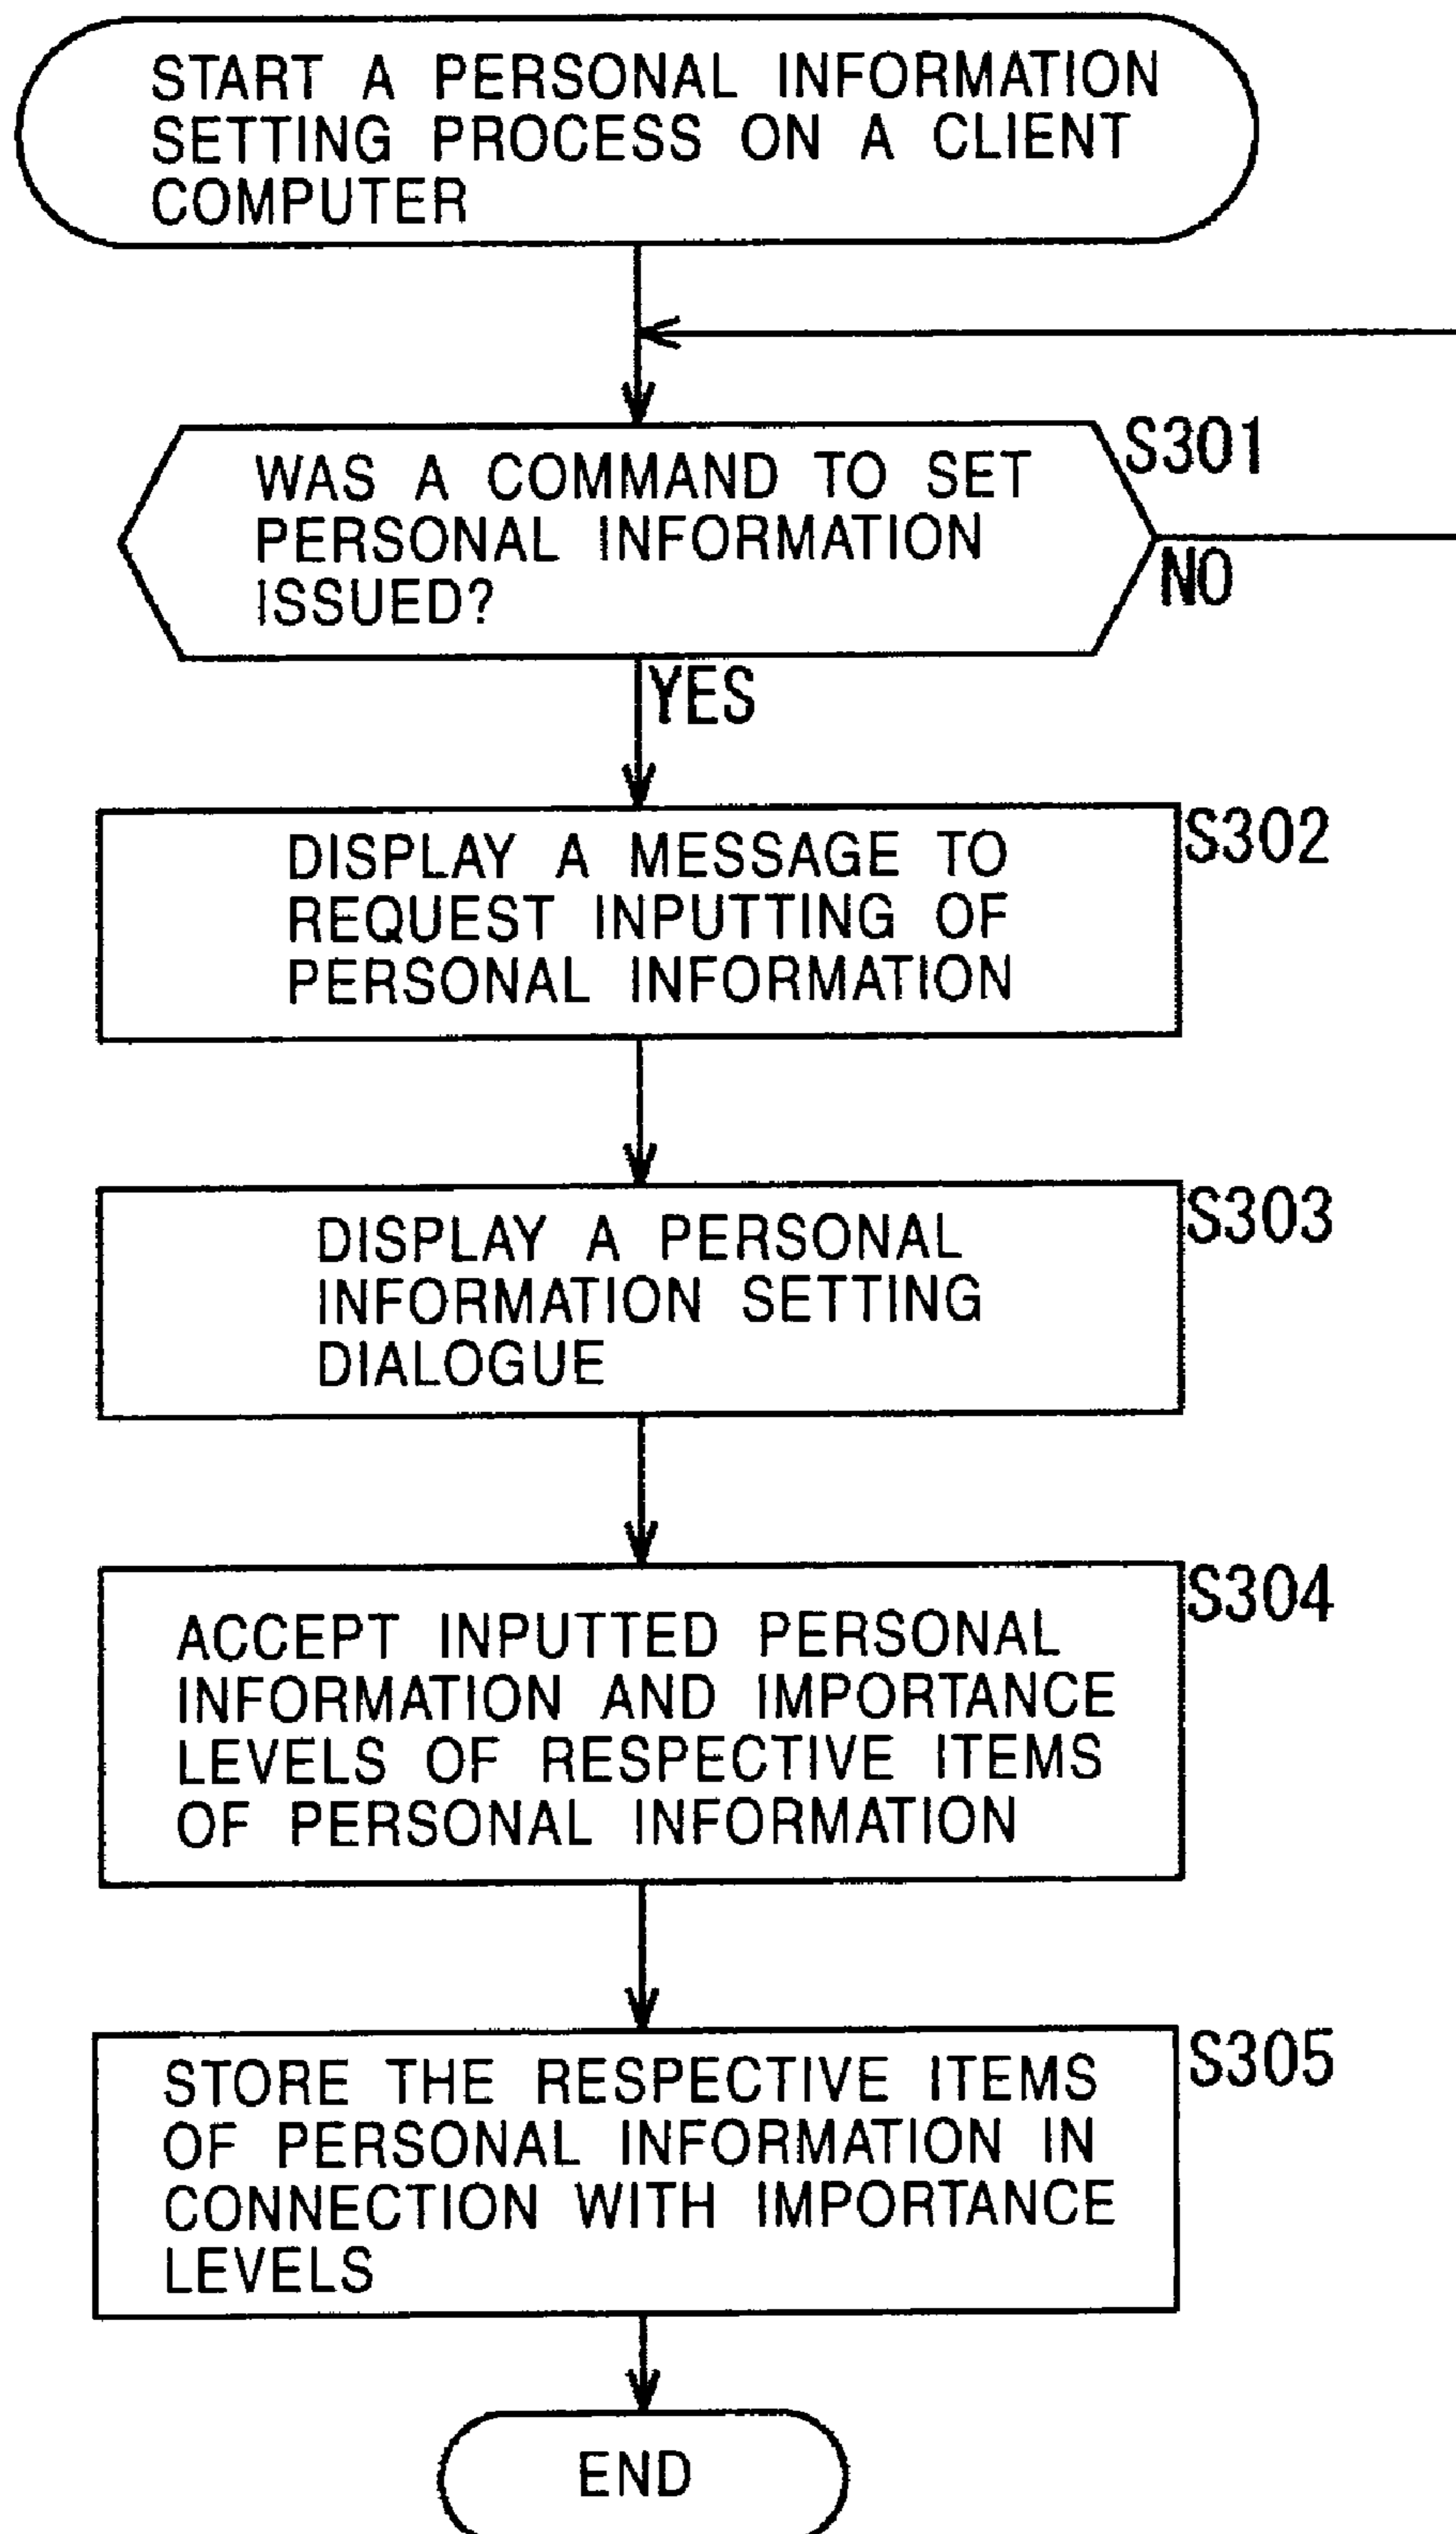 START A PERSONAL INFORMATION
SETTING PROCESS ON A CLIENT
COMPUTER
S301
WAS A COMMAND TO SET
PERSONAL INFORMATION
ISSUED?
NO
YES
S302
DISPLAY A MESSAGE TO
REQUEST INPUTTING OF
PERSONAL INFORMATION
S303
DISPLAY A PERSONAL
INFORMATION SETTING
DIALOGUE
S304
ACCEPT INPUTTED PERSONAL
INFORMATION AND IMPORTANCE
LEVELS OF RESPECTIVE ITEMS
OF PERSONAL INFORMATION
S305
STORE THE RESPECTIVE ITEMS
OF PERSONAL INFORMATION IN
CONNECTION WITH IMPORTANCE
LEVELS
END